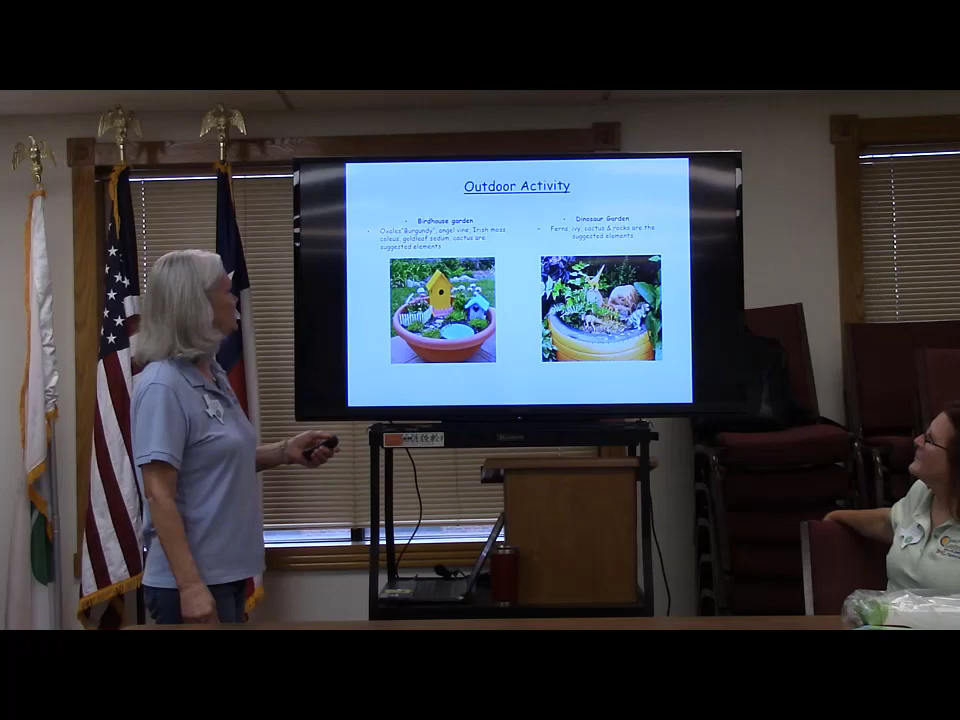 Outdoor Activity
Birdhouse garden
Oxalis"Burgundy", angel vine, Irish moss,
coleus, goldleaf sedum, cactus are
suggested elements
Dinosaur Garden
Ferns, ivy, cactus & rocks are the
suggested elements